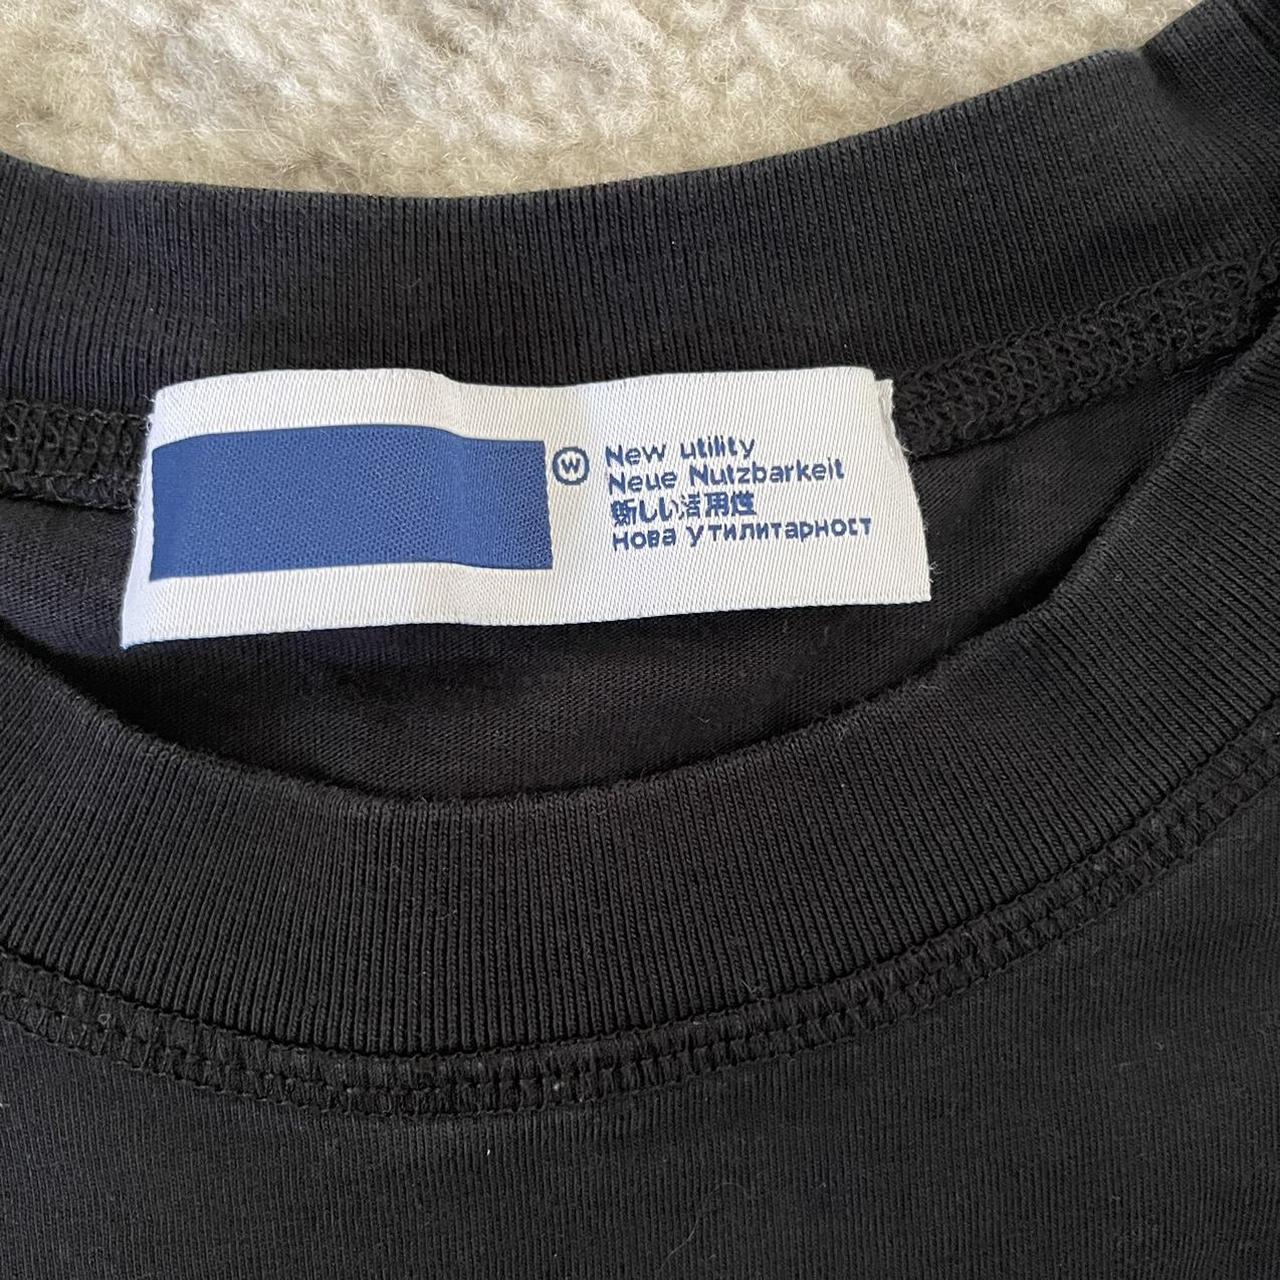 Ⓦ New utility
Neue Nutzbarkeit
新しい活用性
Нова утилитарност